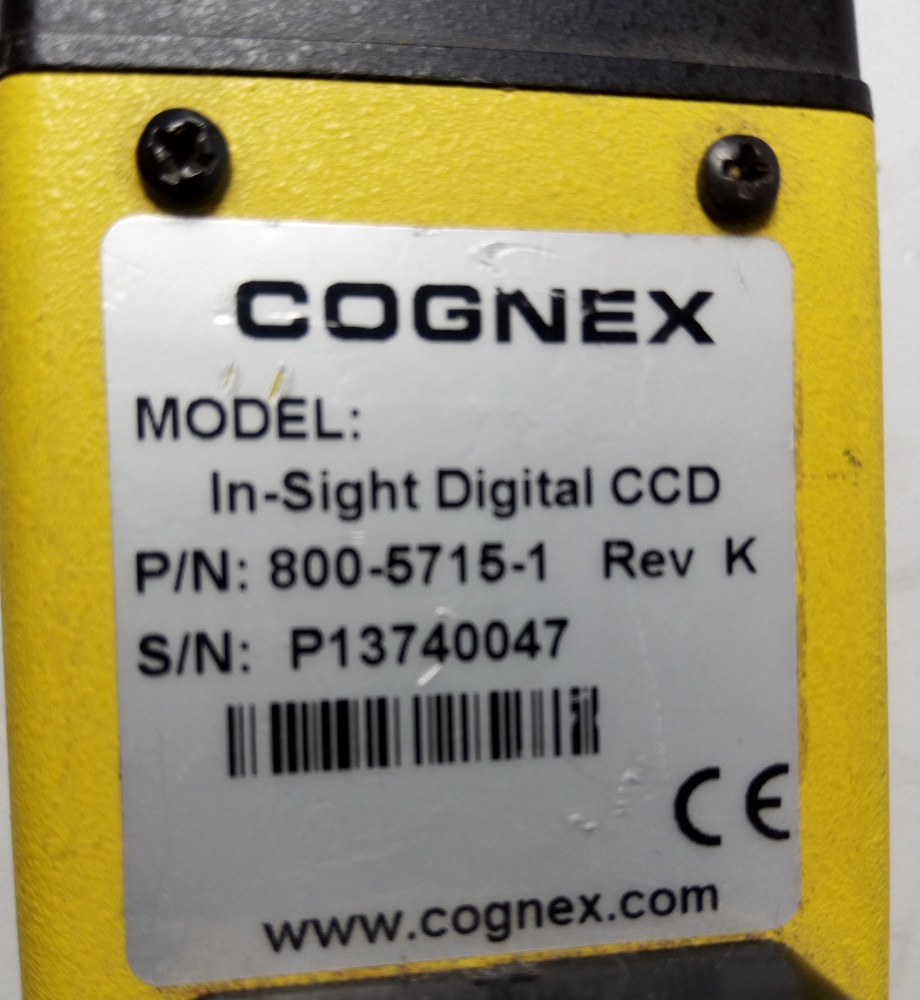 COGNEX
MODEL:
In-Sight Digital CCD
P/N: 800-5715-1 Rev K
S/N: P13740047
CE
www.cognex.com